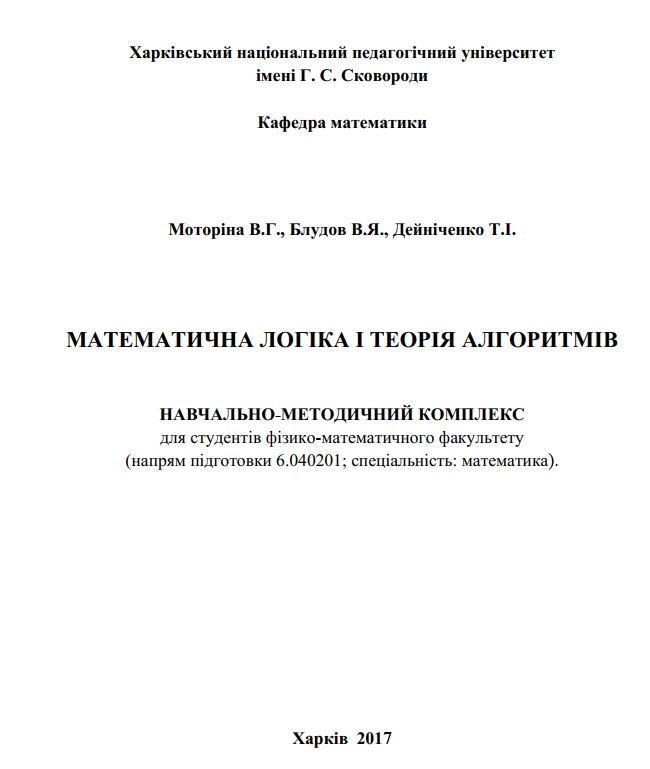 Харківський національний педагогічний університет
імені Г. С. Сковороди
Кафедра математики
Моторіна В.Г., Блудов В.Я., Дейніченко Т.І.
МАТЕМАТИЧНА ЛОГІКА І ТЕОРІЯ АЛГОРИТМІВ
НАВЧАЛЬНО-МЕТОДИЧНИЙ КОМПЛЕКС
для студентів фізико-математичного факультету
(напрям підготовки 6.040201; спеціальність: математика).
Харків 2017